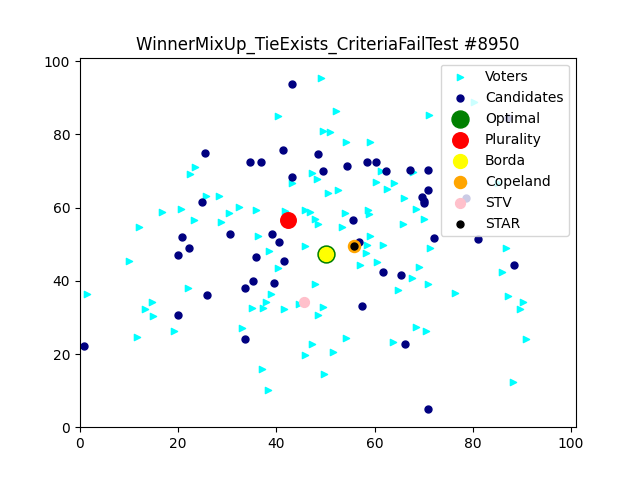 WinnerMixUp_TieExists_CriteriaFailTest #8950
100
80
60
40
20
0
0
20
40
60
80
100
Voters
Candidates
Optimal
Plurality
Borda
Copeland
STV
STAR